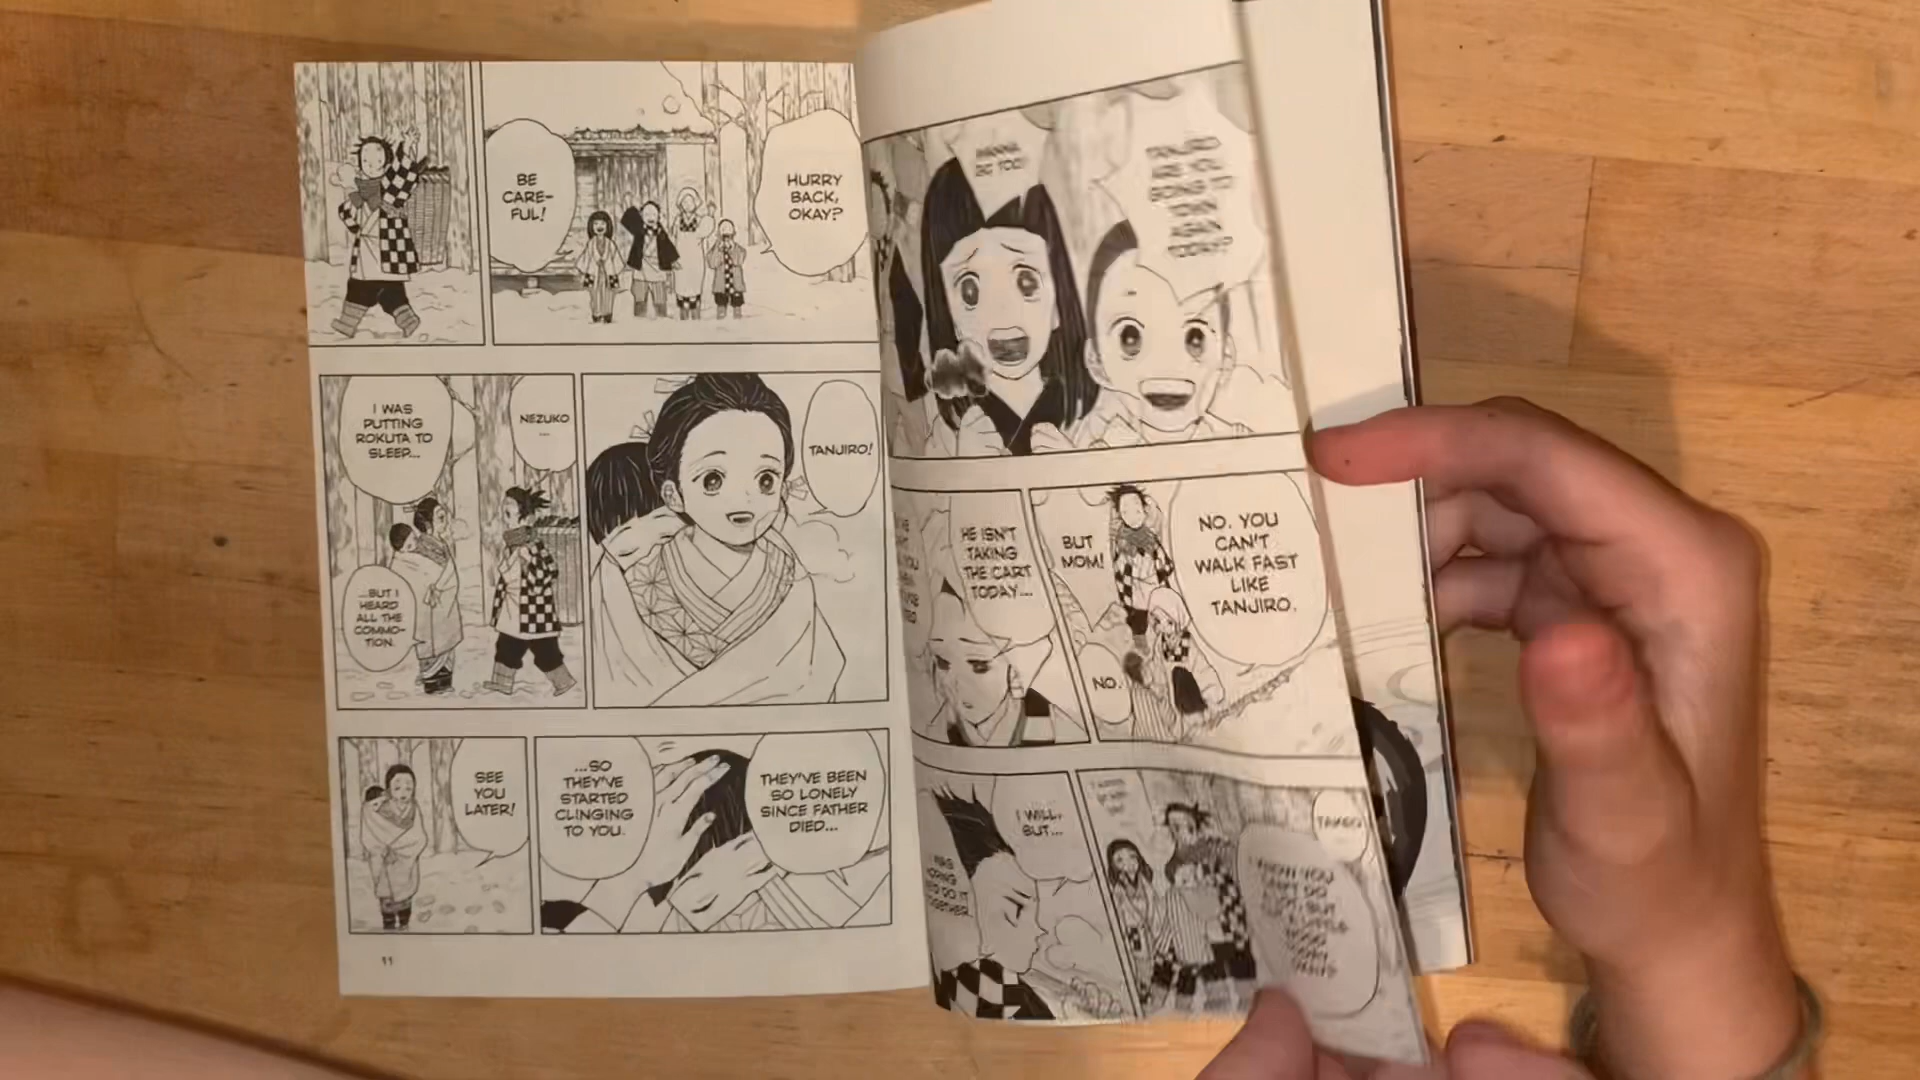 TANJIRO
ARE YOU
GOING TO
TOWN
AGAIN
TODAY?
WANNA
GO TOO!
NO. YOU
CAN'T
WALK FAST
LIKE
TANJIRO.
BUT
MOM!
NO.
HE ISN'T
TAKING
THE CART
TODAY...
TAKEO
I WILL,
BUT...
HURRY
BACK,
OKAY?
BE
CARE-
FUL!
TANJIRO!
NEZUKO
...
I WAS
PUTTING
ROKUTA TO
SLEEP...
...BUT I
HEARD
ALL THE
COMMO-
TION.
THEY'VE BEEN
SO LONELY
SINCE FATHER
DIED...
...SO
THEY'VE
STARTED
CLINGING
TO YOU.
SEE
YOU
LATER!
11